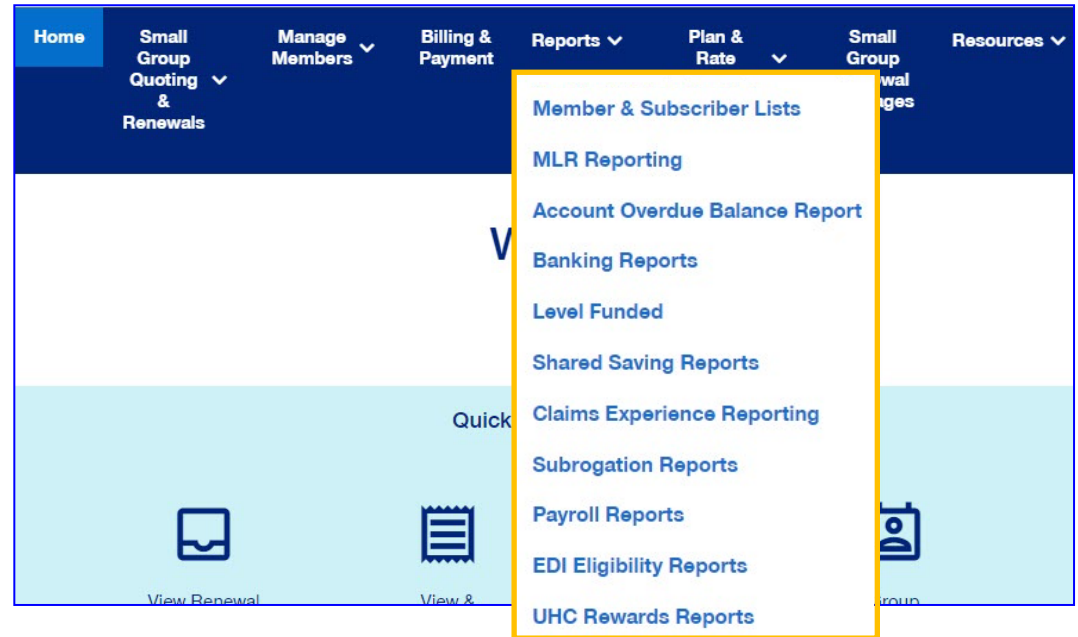 Home
Small
Group
Quoting
&
Renewals
Manage
Members
Billing &
Payment
Reports
Plan &
Rate
Small
Group
Resources
Member & Subscriber Lists
MLR Reporting
Account Overdue Balance Report
Banking Reports
Level Funded
Shared Saving Reports
Claims Experience Reporting
Subrogation Reports
Payroll Reports
EDI Eligibility Reports
UHC Rewards Reports
Quick
View Renewal
View &